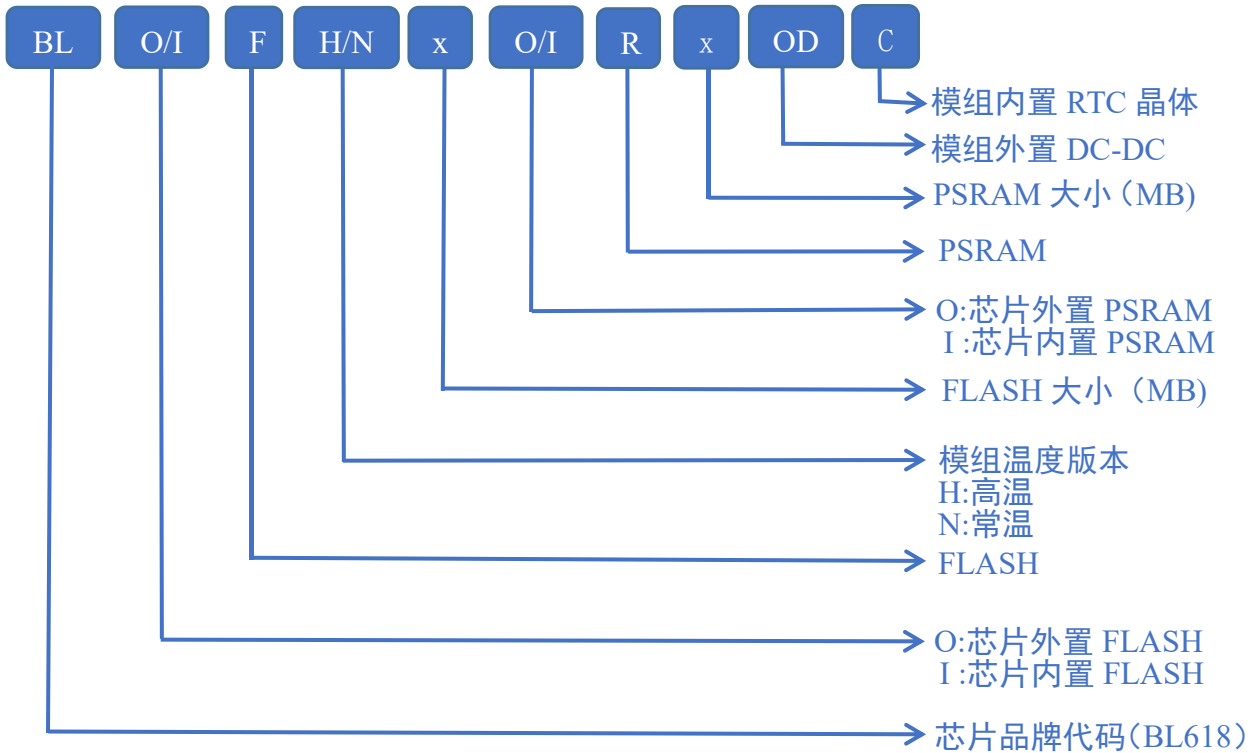 BL O/I F H/N x O/I R x OD C
模组内置 RTC 晶体
模组外置 DC-DC
PSRAM 大小（MB)
PSRAM
O:芯片外置 PSRAM
I :芯片内置 PSRAM
FLASH 大小（MB)
模组温度版本
H:高温
N:常温
FLASH
O:芯片外置 FLASH
I :芯片内置 FLASH
芯片品牌代码（BL618）